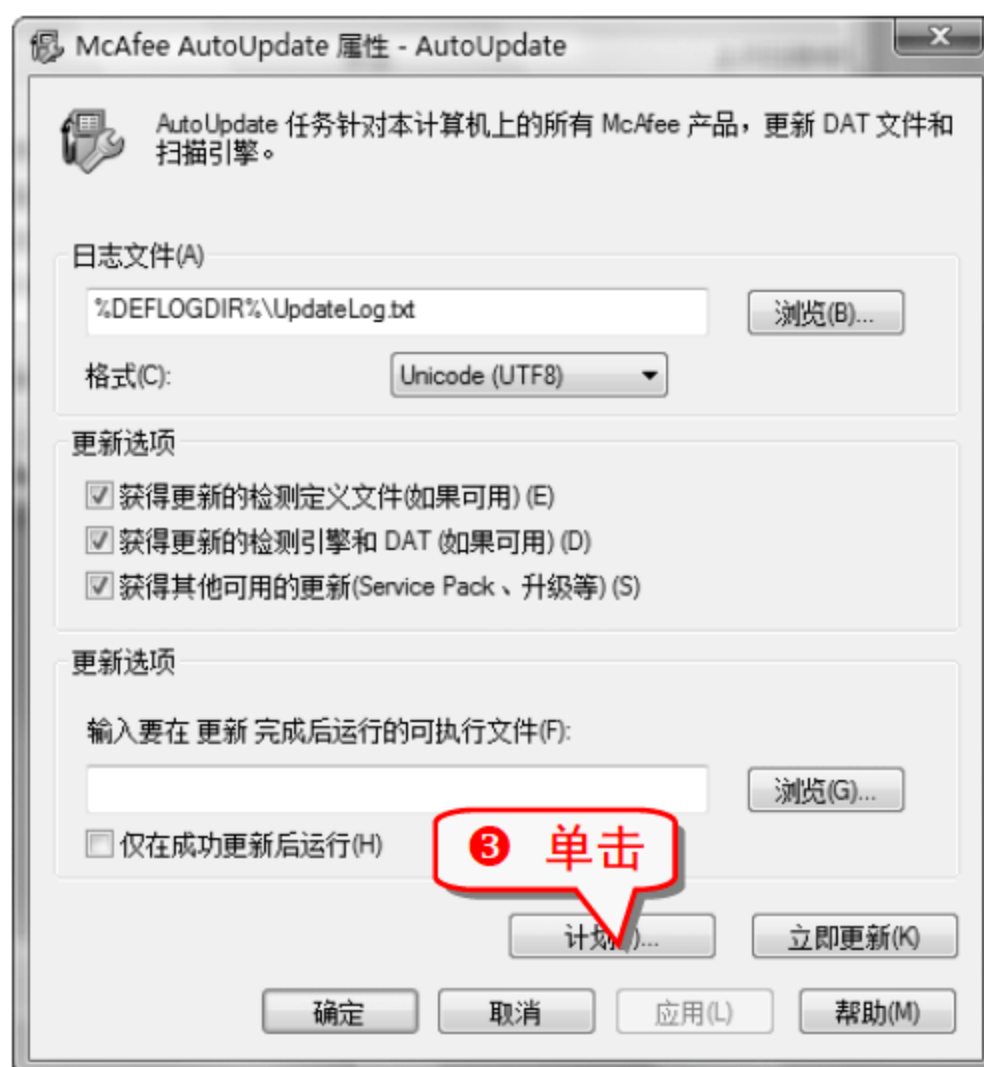 McAfee AutoUpdate 属性 - AutoUpdate
AutoUpdate 任务针对本计算机上的所有 McAfee 产品，更新 DAT 文件和
扫描引擎。
日志文件(A)
%DEFLOGDIR%\UpdateLog.txt
浏览(B)...
格式(C):
Unicode (UTF8)
更新选项
获得更新的检测定义文件(如果可用) (E)
获得更新的检测引擎和 DAT (如果可用) (D)
获得其他可用的更新(Service Pack、升级等) (S)
更新选项
输入要在 更新 完成后运行的可执行文件(F):
浏览(G)...
仅在成功更新后运行(H)
❸ 单击
计划
立即更新(K)
确定
取消
应用(L)
帮助(M)